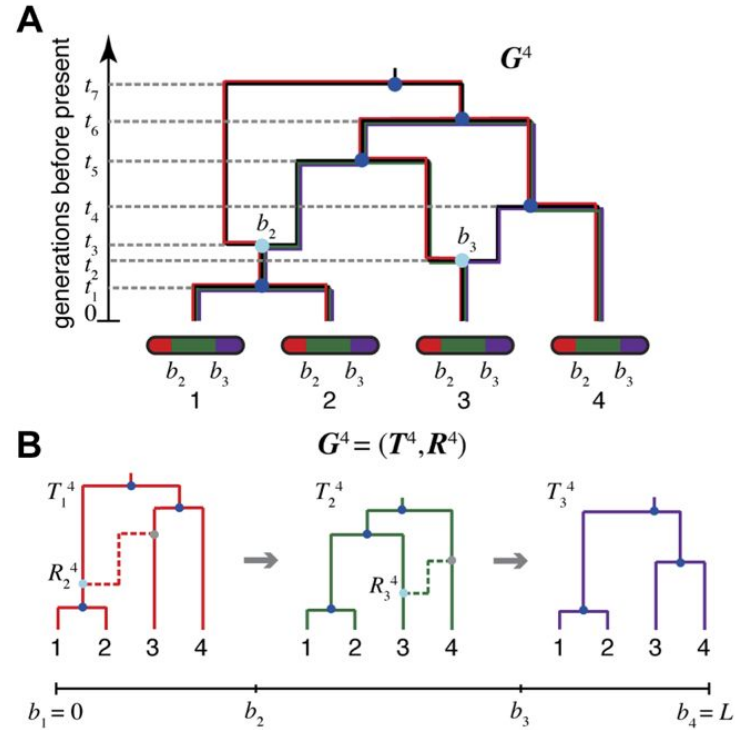 A
G⁴
generations before present
t₇
t₆
t₅
t₄
t₃
t₂
t₁
0
b₂
b₃
b₂ b₃ b₂ b₃ b₂ b₃ b₂ b₃
1 2 3 4
B
G⁴ = (T⁴, R⁴)
T₁⁴ T₂⁴ T₃⁴
R₂⁴ R₃⁴
1 2 3 4 1 2 3 4 1 2 3 4
b₁ = 0 b₂ b₃ b₄ = L